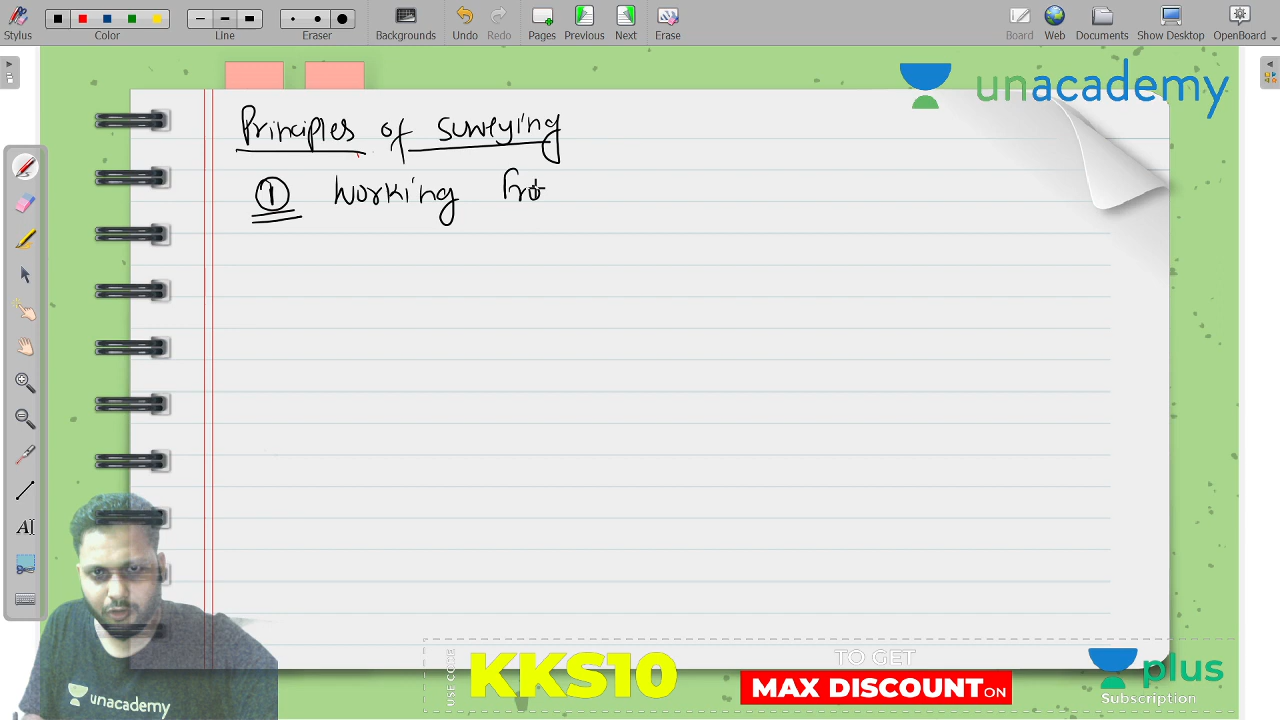 Stylus Color Line Eraser Backgrounds Undo Redo Pages Previous Next Erase Board Web Documents Show Desktop OpenBoard
unacademy
Principles of surveying
① Working fro
AI
unacademy
USE CODE KKS10
TO GET
MAX DISCOUNT ON
plus
Subscription